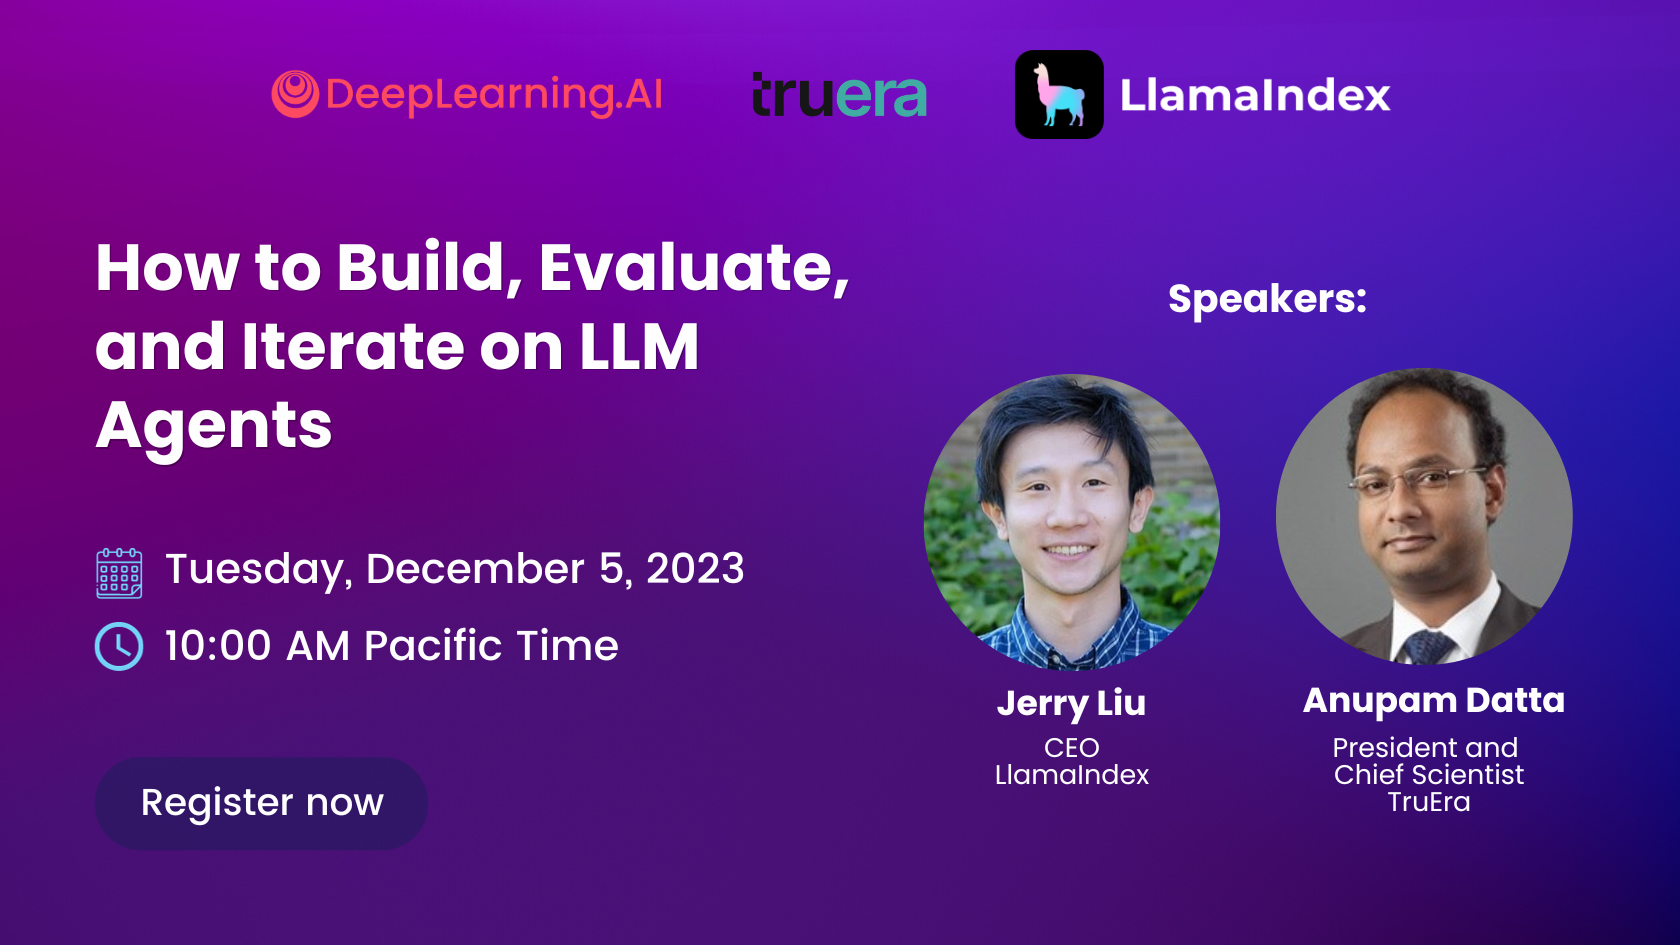 DeepLearning.AI
truera
LlamaIndex
How to Build, Evaluate,
and Iterate on LLM
Agents
Tuesday, December 5, 2023
10:00 AM Pacific Time
Register now
Speakers:
Jerry Liu
CEO
LlamaIndex
Anupam Datta
President and
Chief Scientist
TruEra